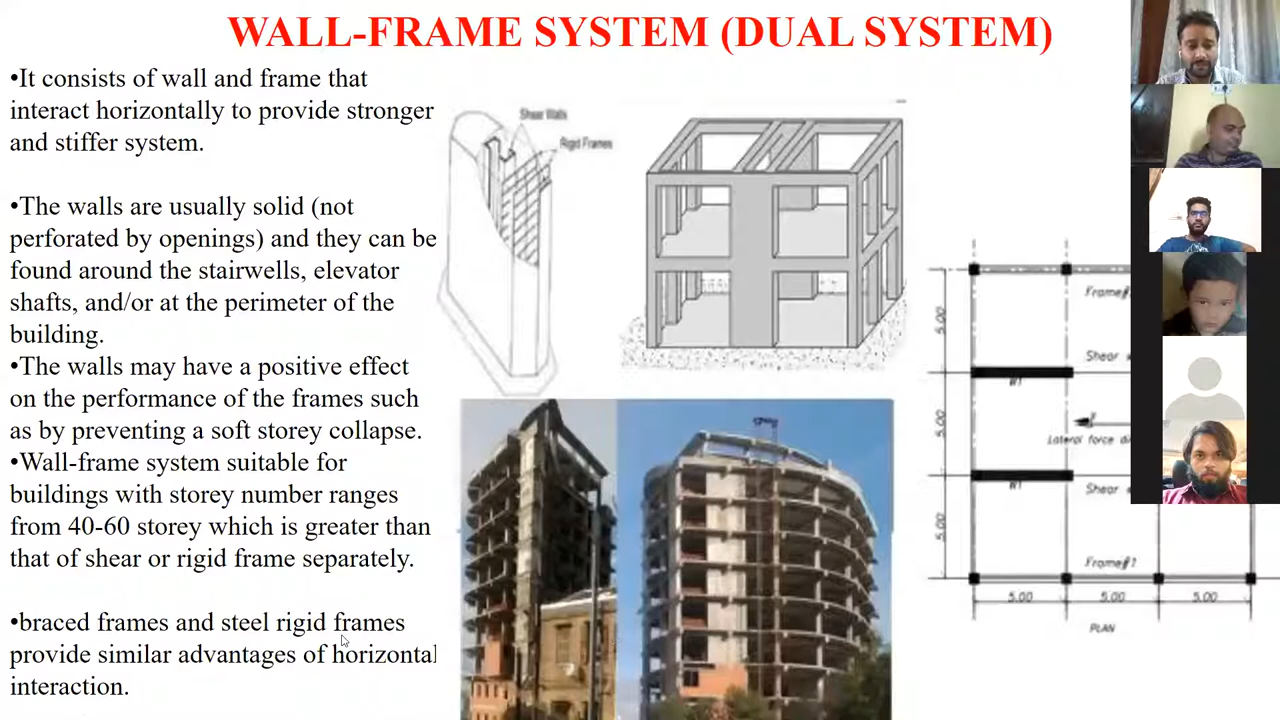 WALL-FRAME SYSTEM (DUAL SYSTEM)
•It consists of wall and frame that
interact horizontally to provide stronger
and stiffer system.
•The walls are usually solid (not
perforated by openings) and they can be
found around the stairwells, elevator
shafts, and/or at the perimeter of the
building.
•The walls may have a positive effect
on the performance of the frames such
as by preventing a soft storey collapse.
•Wall-frame system suitable for
buildings with storey number ranges
from 40-60 storey which is greater than
that of shear or rigid frame separately.
•braced frames and steel rigid frames
provide similar advantages of horizontal
interaction.
Shear Walls
Rigid Frames
5.00
Frame#
Shear
W1
5.00
Lateral force
W1
Shear
5.00
Frame#1
5.00 5.00 5.00
PLAN